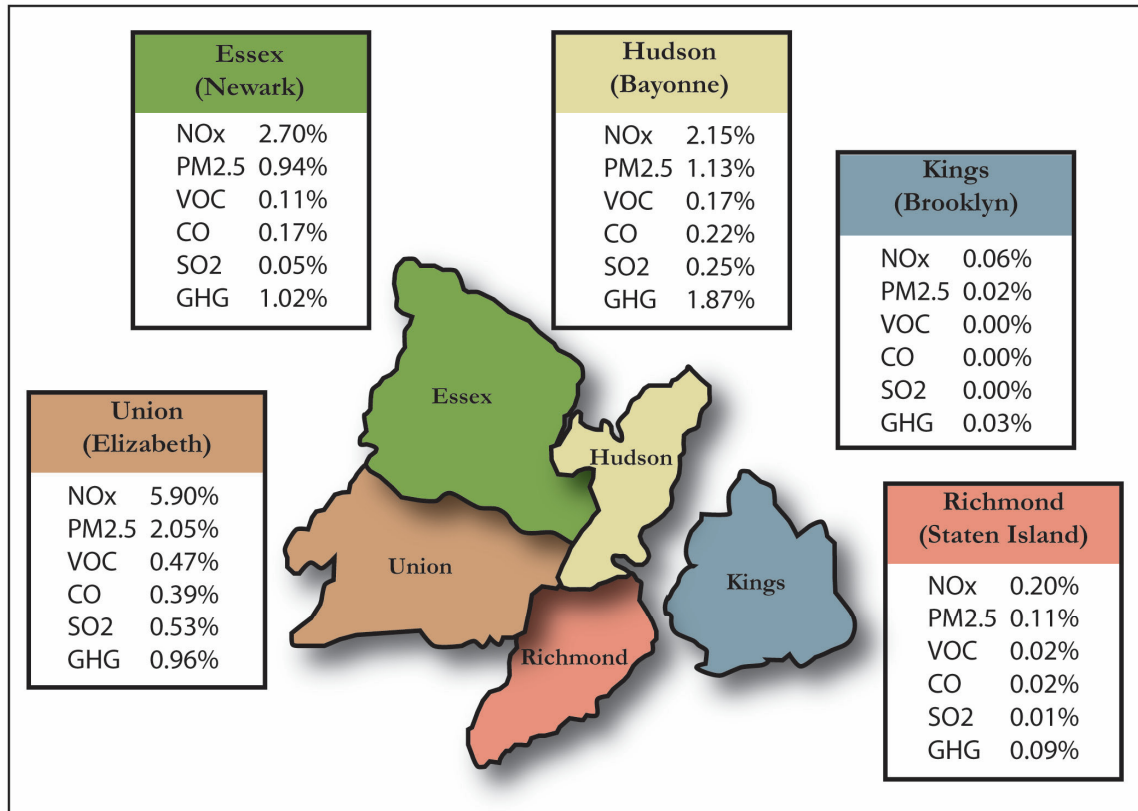 Essex
(Newark)
NOx 2.70%
PM2.5 0.94%
VOC 0.11%
CO 0.17%
SO2 0.05%
GHG 1.02%
Hudson
(Bayonne)
NOx 2.15%
PM2.5 1.13%
VOC 0.17%
CO 0.22%
SO2 0.25%
GHG 1.87%
Kings
(Brooklyn)
NOx 0.06%
PM2.5 0.02%
VOC 0.00%
CO 0.00%
SO2 0.00%
GHG 0.03%
Union
(Elizabeth)
NOx 5.90%
PM2.5 2.05%
VOC 0.47%
CO 0.39%
SO2 0.53%
GHG 0.96%
Richmond
(Staten Island)
NOx 0.20%
PM2.5 0.11%
VOC 0.02%
CO 0.02%
SO2 0.01%
GHG 0.09%
Essex
Hudson
Union
Kings
Richmond